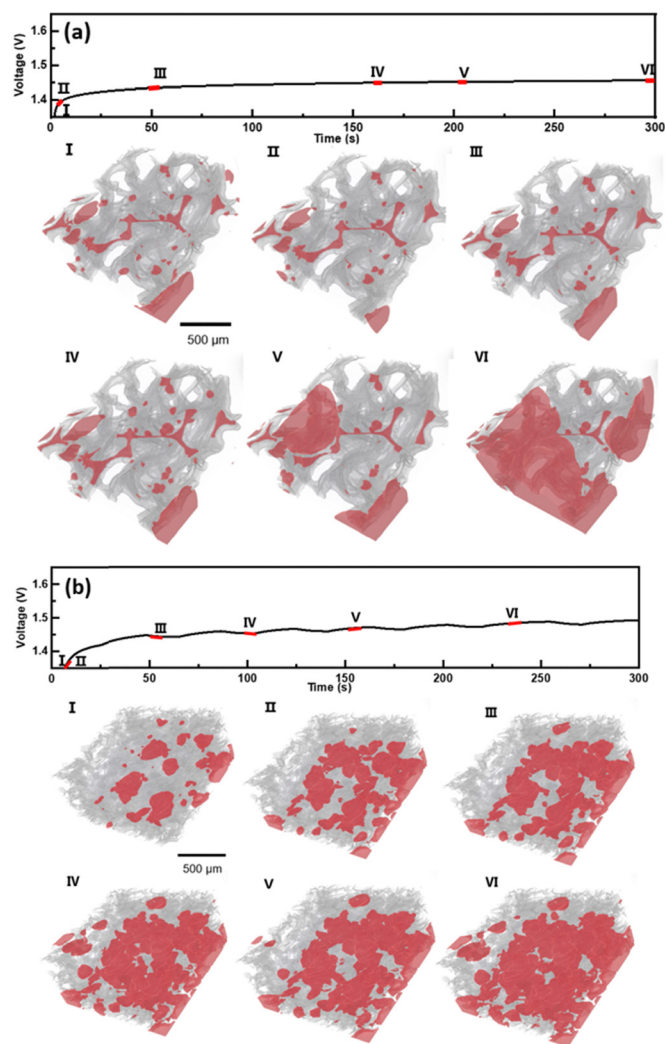 (a)
Voltage (V)
1.6
1.5
1.4
I
II
III
IV
V
VI
0
50
100
150
200
250
300
Time (s)
I
II
III
500 μm
IV
V
VI
(b)
Voltage (V)
1.6
1.5
1.4
I
II
III
IV
V
VI
0
50
100
150
200
250
300
Time (s)
I
II
III
500 μm
IV
V
VI